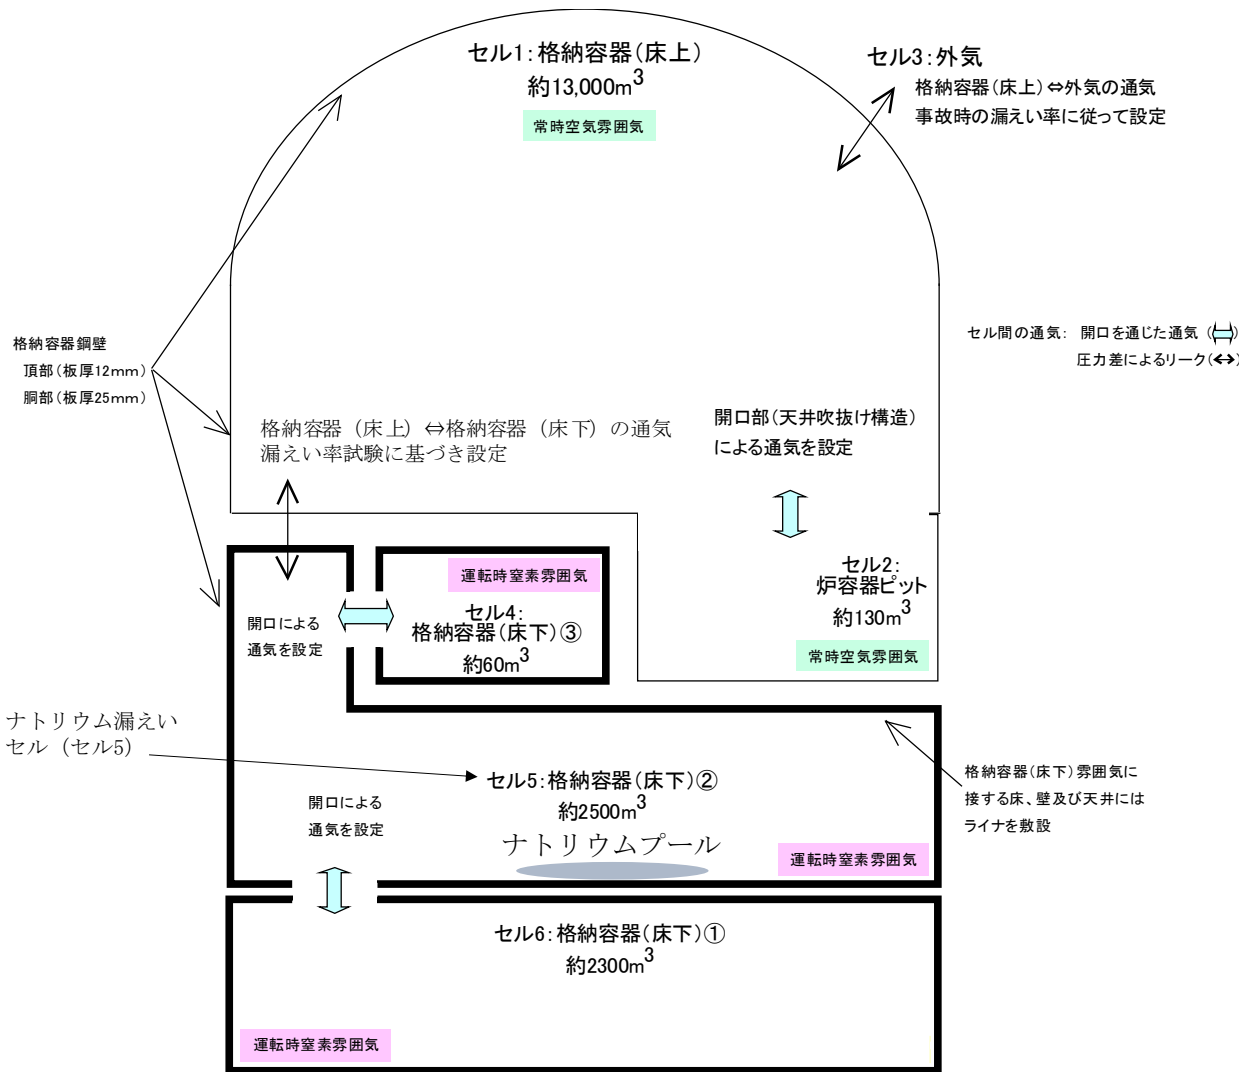 セル1:格納容器(床上)
約13,000m3
常時空気雰囲気
セル3:外気
格納容器(床上)⇔外気の通気
事故時の漏えい率に従って設定
格納容器鋼壁
頂部(板厚12mm)
胴部(板厚25mm)
セル間の通気: 開口を通じた通気(⇔)
圧力差によるリーク(↔)
格納容器(床上)⇔格納容器(床下)の通気
漏えい率試験に基づき設定
開口部(天井吹抜け構造)
による通気を設定
セル2:
炉容器ピット
約130m3
常時空気雰囲気
運転時窒素雰囲気
セル4:
格納容器(床下)③
約60m3
開口による
通気を設定
ナトリウム漏えい
セル(セル5)
セル5:格納容器(床下)②
約2500m3
ナトリウムプール
運転時窒素雰囲気
開口による
通気を設定
格納容器(床下)雰囲気に
接する床、壁及び天井には
ライナを敷設
セル6:格納容器(床下)①
約2300m3
運転時窒素雰囲気